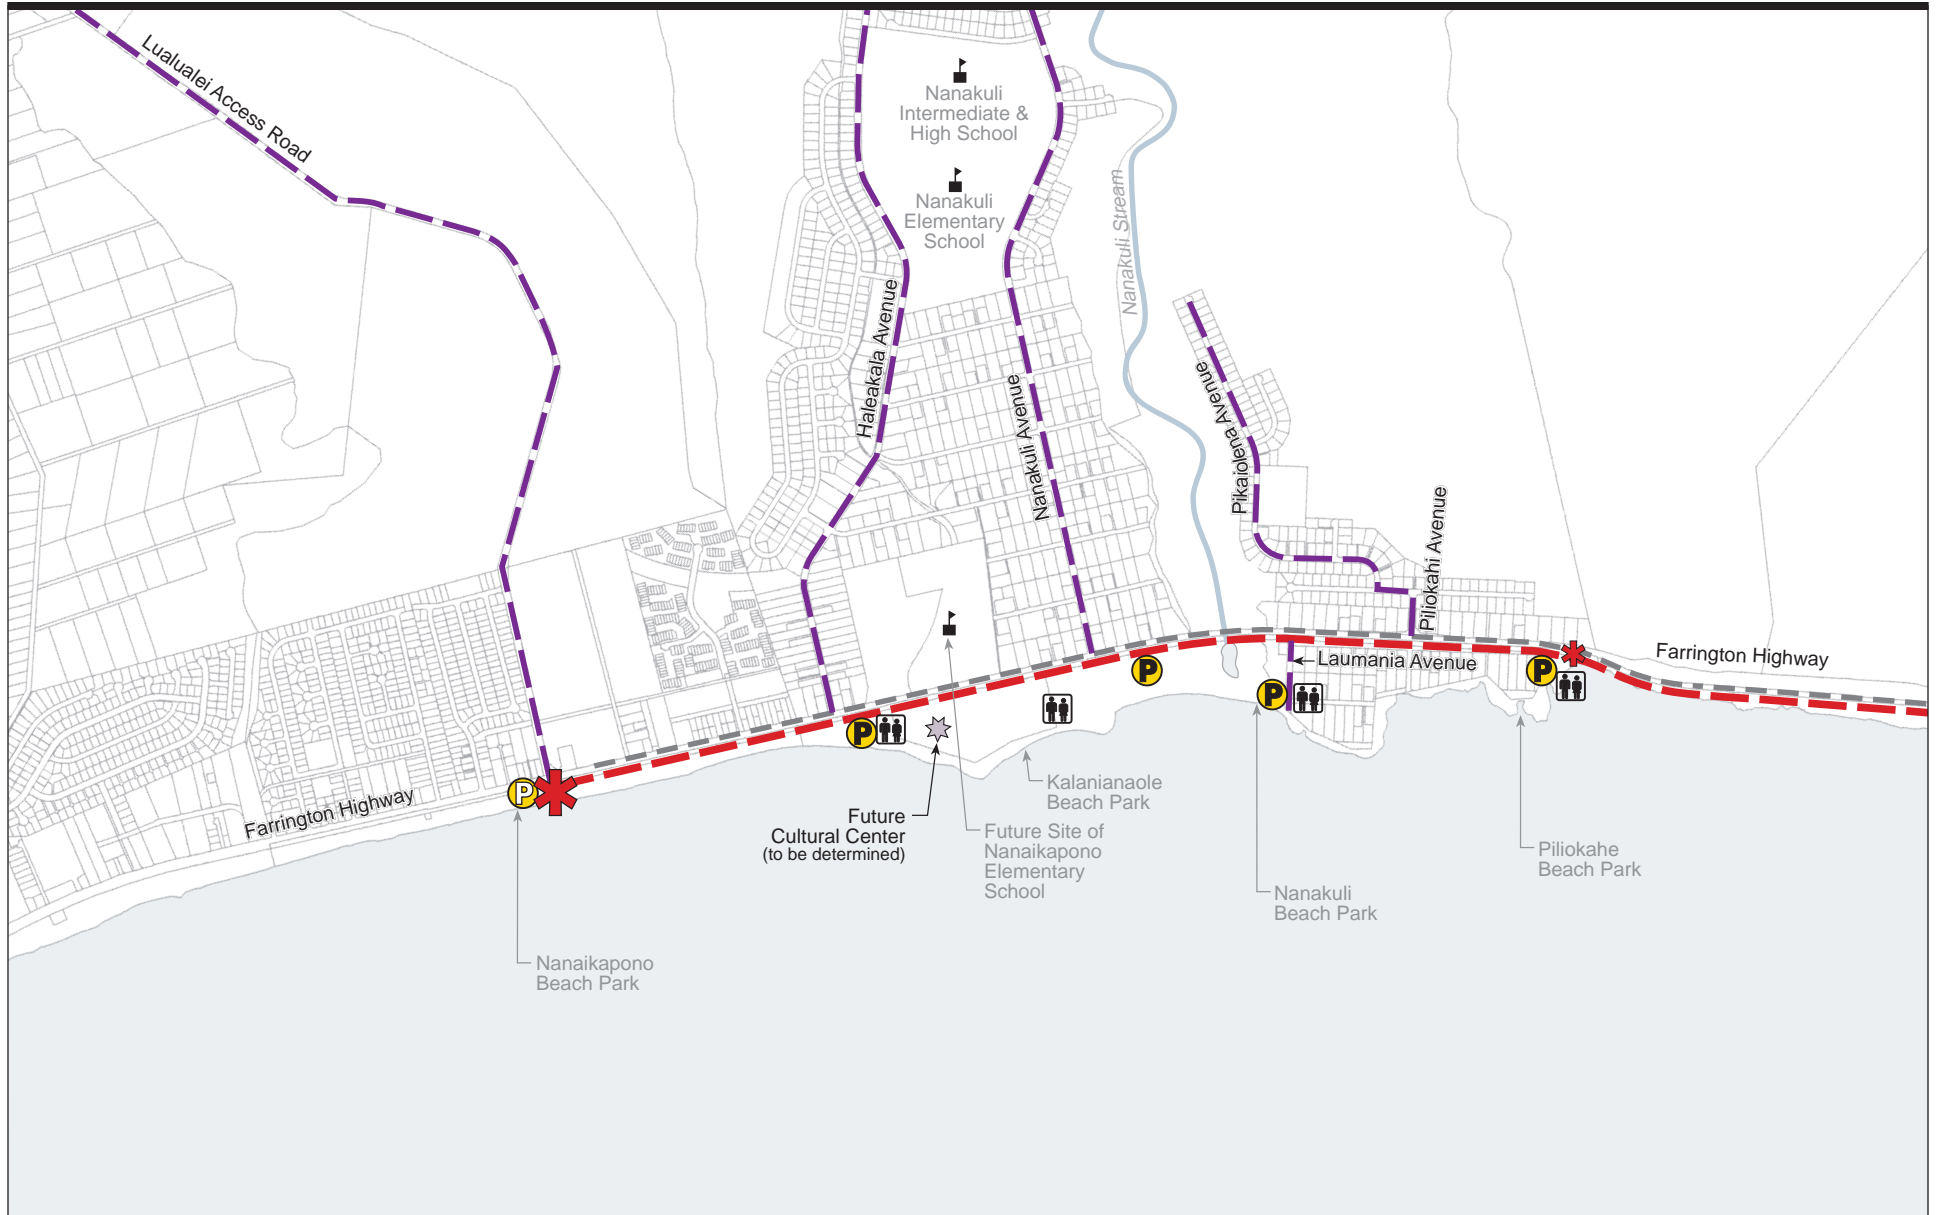 Lualualei Access Road
Nanakuli
Intermediate &
High School
Nanakuli
Elementary
School
Nanakuli Stream
Haleakala Avenue
Nanakuli Avenue
Pikaiolena Avenue
Piliokahi Avenue
Laumania Avenue
Farrington Highway
P
P
P
P
P
Farrington Highway
Kalanianaole
Beach Park
Future
Cultural Center
(to be determined)
Future Site of
Nanaikapono
Elementary
School
Piliokahe
Beach Park
Nanakuli
Beach Park
Nanaikapono
Beach Park